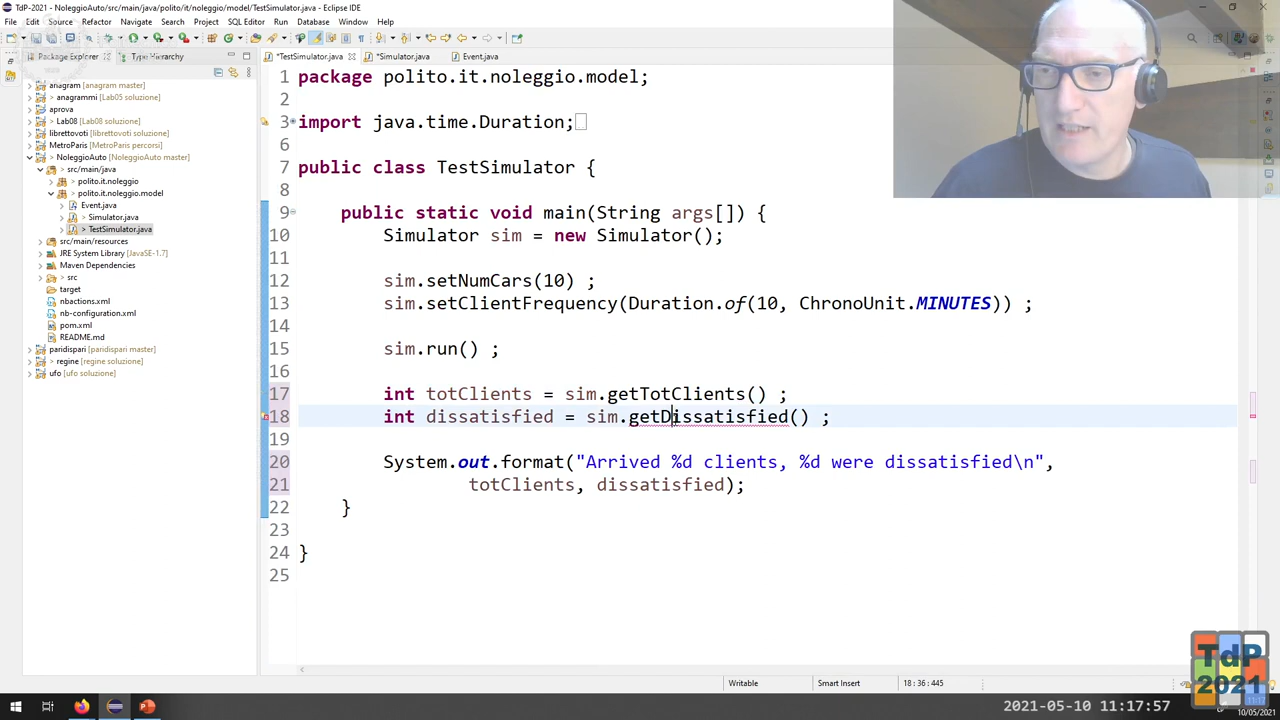 TdP-2021 - NoleggioAuto/src/main/java/polito/it/noleggio/model/TestSimulator.java - Eclipse IDE
File Edit Source Refactor Navigate Search Project SQL Editor Run Database Window Help
Package Explorer Type Hierarchy
*TestSimulator.java *Simulator.java Event.java
anagram (anagram master)
> anagrammi (Lab05 soluzione)
aprova
> Lab08 (Lab08 soluzione)
librettovoti (librettovoti soluzione)
MetroParis (MetroParis percorsi)
> NoleggioAuto (NoleggioAuto master)
> src/main/java
> polito.it.noleggio
> polito.it.noleggio.model
Event.java
> Simulator.java
> TestSimulator.java
src/main/resources
JRE System Library [JavaSE-1.7]
Maven Dependencies
> src
target
nbactions.xml
nb-configuration.xml
pom.xml
README.md
paridispari (paridispari master)
> regine (regine soluzione)
ufo (ufo soluzione)
1 package polito.it.noleggio.model;
2
3 import java.time.Duration;
6
7 public class TestSimulator {
8
9 public static void main(String args[]) {
10 Simulator sim = new Simulator();
11
12 sim.setNumCars(10) ;
13 sim.setClientFrequency(Duration.of(10, ChronoUnit.MINUTES)) ;
14
15 sim.run() ;
16
17 int totClients = sim.getTotClients() ;
18 int dissatisfied = sim.getDissatisfied() ;
19
20 System.out.format("Arrived %d clients, %d were dissatisfied\n",
21 totClients, dissatisfied);
22 }
23
24 }
25
Writable Smart Insert 18 : 36 : 445
TdP
2021
2021-05-10 11:17:57
11:17
10/05/2021